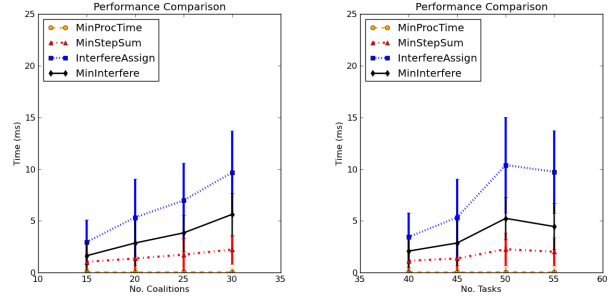 Performance Comparison
MinProcTime
MinStepSum
InterfereAssign
MinInterfere
Time (ms)
25
20
15
10
5
0
10 15 20 25 30 35
No. Coalitions
Performance Comparison
MinProcTime
MinStepSum
InterfereAssign
MinInterfere
Time (ms)
25
20
15
10
5
0
35 40 45 50 55 60
No. Tasks